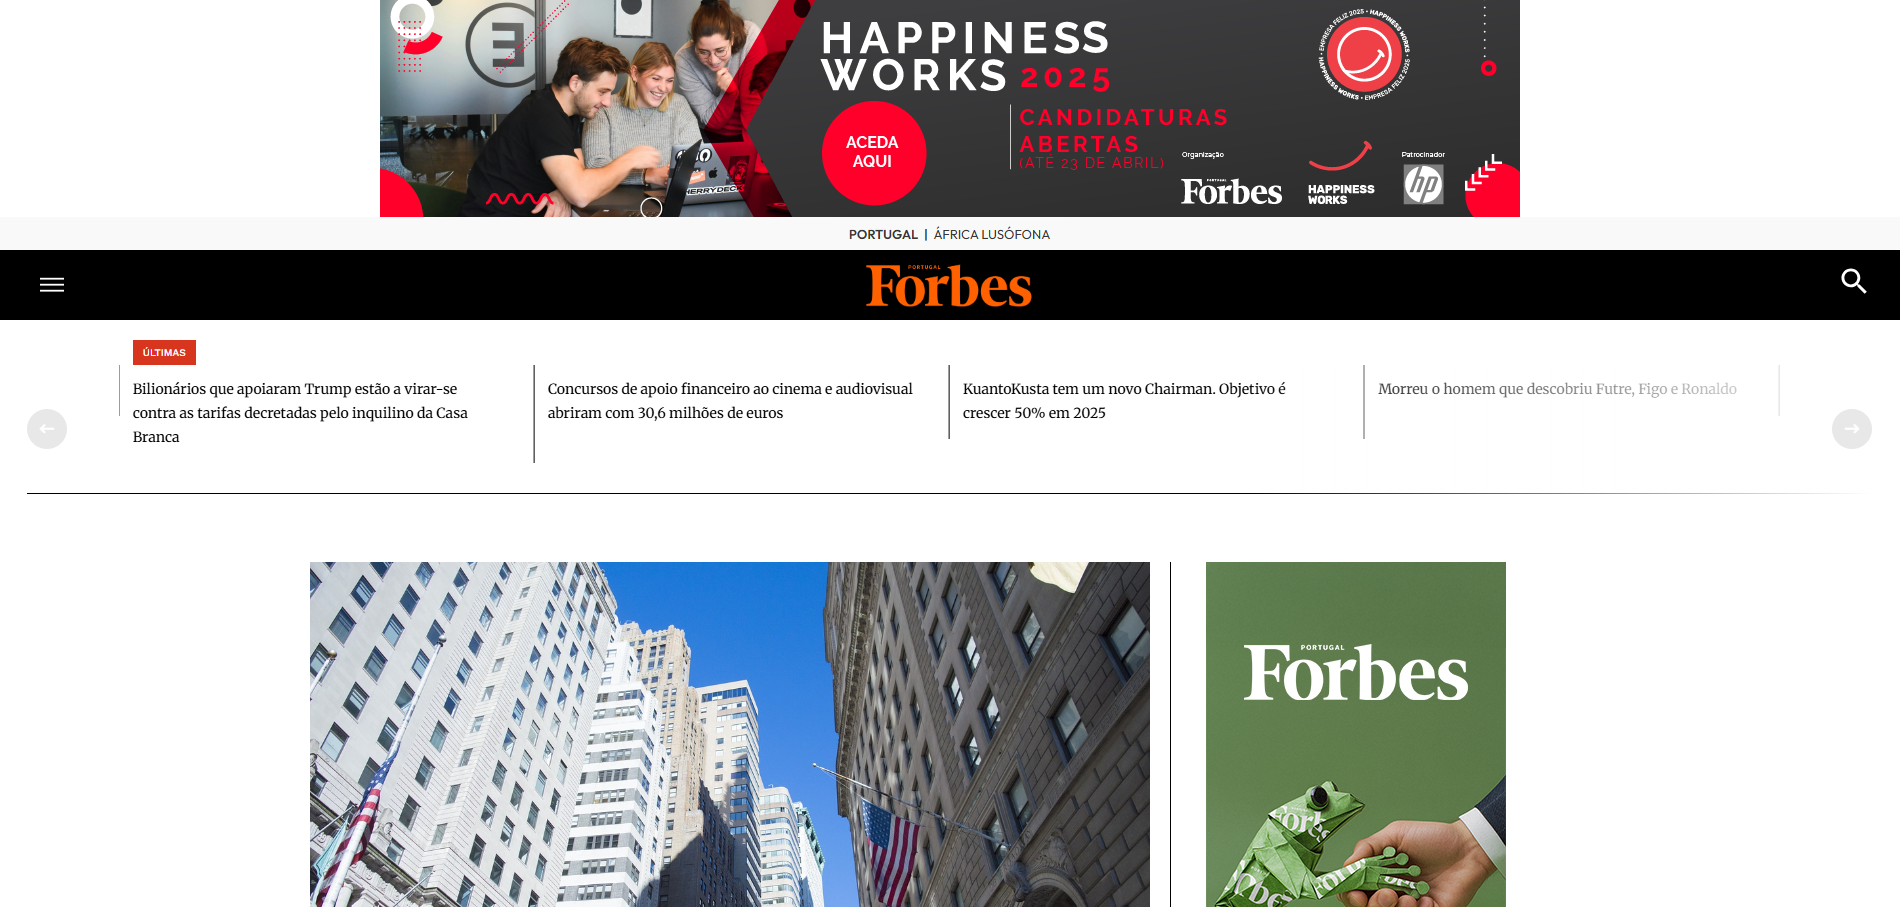 HAPPINESS
WORKS 2025
ACEDA
AQUI
CANDIDATURAS
ABERTAS
(ATÉ 23 DE ABRIL)
Organização
PORTUGAL
Forbes
HAPPINESS
WORKS
Patrocinador
hp
EMPRESA FELIZ 2025 • HAPPINESS WORKS • EMPRESA FELIZ 2025 • HAPPINESS WORKS
PORTUGAL | ÁFRICA LUSÓFONA
PORTUGAL
Forbes
ÚLTIMAS
Bilionários que apoiaram Trump estão a virar-se
contra as tarifas decretadas pelo inquilino da Casa
Branca
Concursos de apoio financeiro ao cinema e audiovisual
abriram com 30,6 milhões de euros
KuantoKusta tem um novo Chairman. Objetivo é
crescer 50% em 2025
Morreu o homem que descobriu Futre, Figo e Ronaldo
PORTUGAL
Forbes